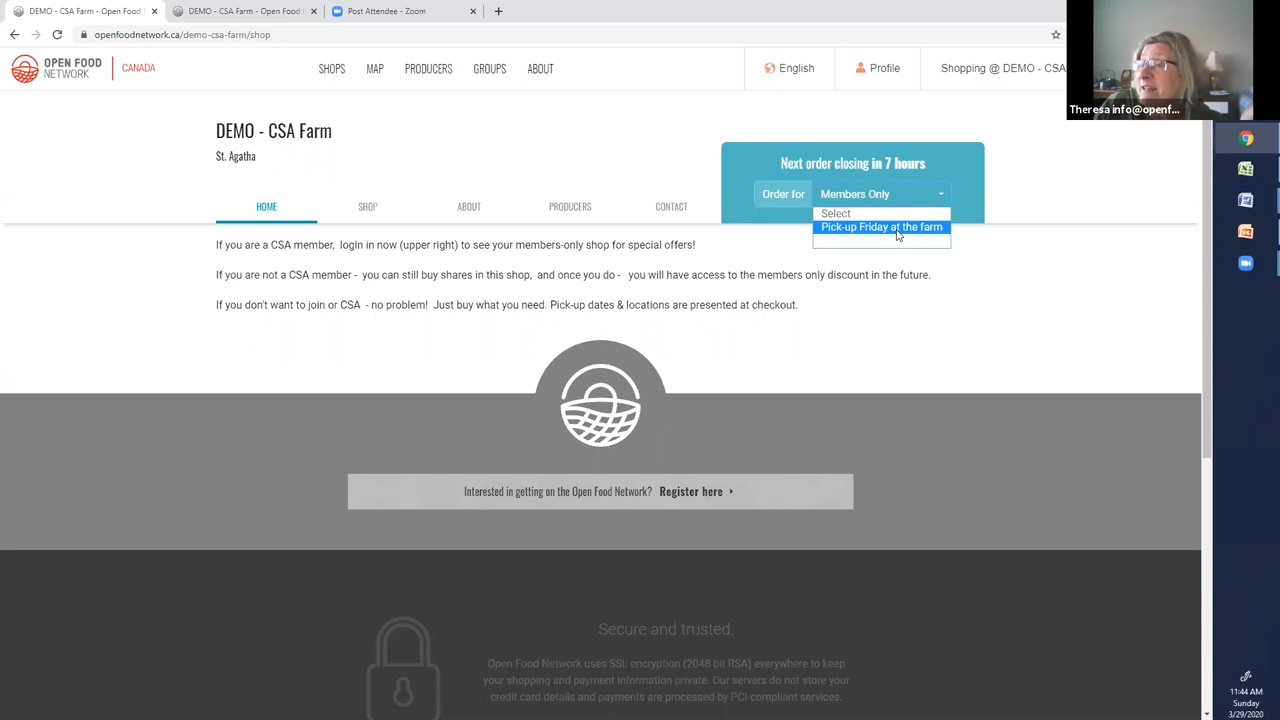 DEMO - CSA Farm - Open Food
DEMO - CSA Farm - Open Food
Post Attendee - Zoom
openfoodnetwork.ca/demo-csa-farm/shop
OPEN FOOD NETWORK CANADA
SHOPS MAP PRODUCERS GROUPS ABOUT
English
Profile
Shopping @ DEMO - CSA
Theresa info@openf...
DEMO - CSA Farm
St. Agatha
Next order closing in 7 hours
Order for Members Only
Select
Pick-up Friday at the farm
HOME SHOP ABOUT PRODUCERS CONTACT
If you are a CSA member, login in now (upper right) to see your members-only shop for special offers!
If you are not a CSA member - you can still buy shares in this shop, and once you do - you will have access to the members only discount in the future.
If you don't want to join or CSA - no problem! Just buy what you need. Pick-up dates & locations are presented at checkout.
Interested in getting on the Open Food Network? Register here
Secure and trusted.
Open Food Network uses SSL encryption (2048 bit RSA) everywhere to keep
your shopping and payment information private. Our servers do not store your
credit card details and payments are processed by PCI-compliant services.
11:44 AM
Sunday
3/29/2020